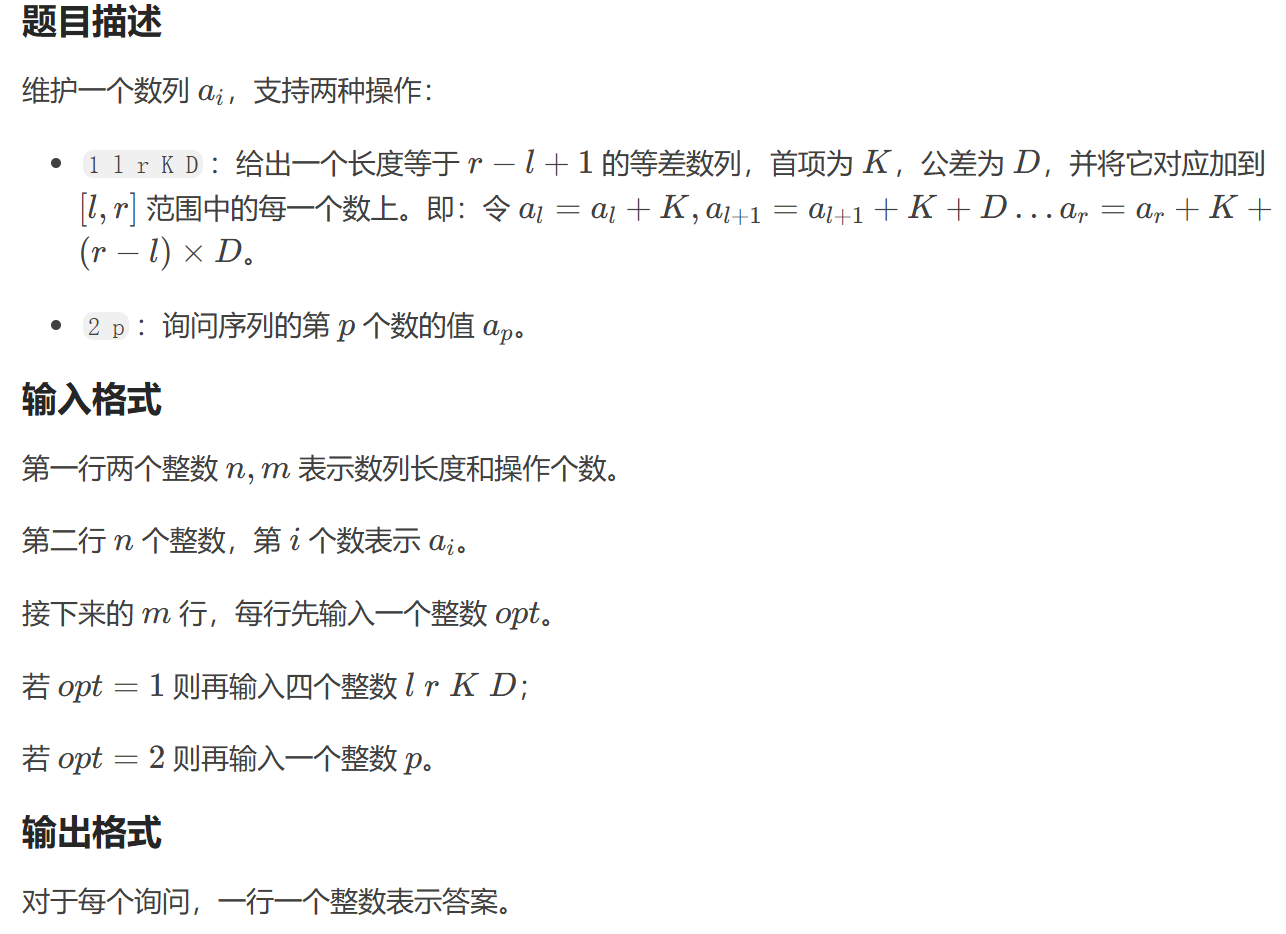 题目描述
维护一个数列 $a_i$，支持两种操作：
• 1 l r K D：给出一个长度等于 $r-l+1$ 的等差数列，首项为 $K$，公差为 $D$，并将它对应加到
$[l,r]$ 范围中的每一个数上。即：令 $a_l=a_l+K,a_{l+1}=a_{l+1}+K+D\ldots a_r=a_r+K+$
$(r-l)\times D$。
• 2 p：询问序列的第 $p$ 个数的值 $a_p$。
输入格式
第一行两个整数 $n,m$ 表示数列长度和操作个数。
第二行 $n$ 个整数，第 $i$ 个数表示 $a_i$。
接下来的 $m$ 行，每行先输入一个整数 $opt$。
若 $opt=1$ 则再输入四个整数 $l\ r\ K\ D$；
若 $opt=2$ 则再输入一个整数 $p$。
输出格式
对于每个询问，一行一个整数表示答案。